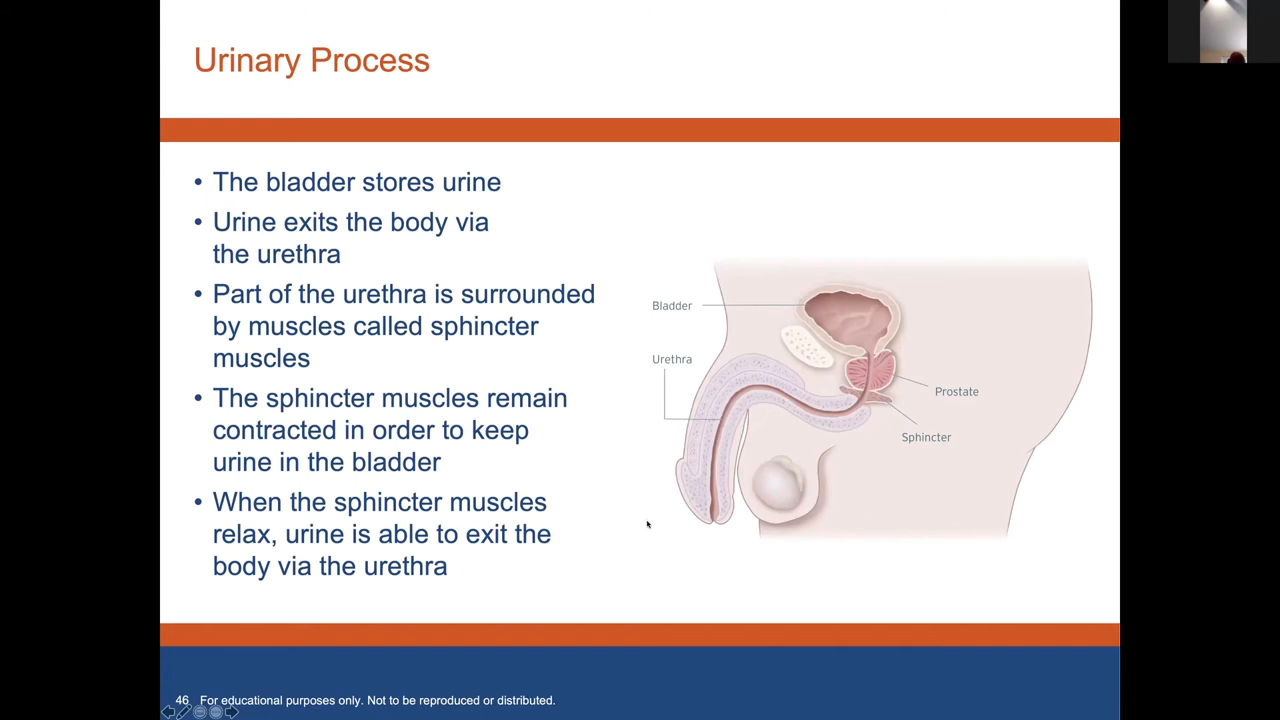 Urinary Process
• The bladder stores urine
• Urine exits the body via
the urethra
• Part of the urethra is surrounded
by muscles called sphincter
muscles
• The sphincter muscles remain
contracted in order to keep
urine in the bladder
• When the sphincter muscles
relax, urine is able to exit the
body via the urethra
Bladder
Urethra
Prostate
Sphincter
46 For educational purposes only. Not to be reproduced or distributed.